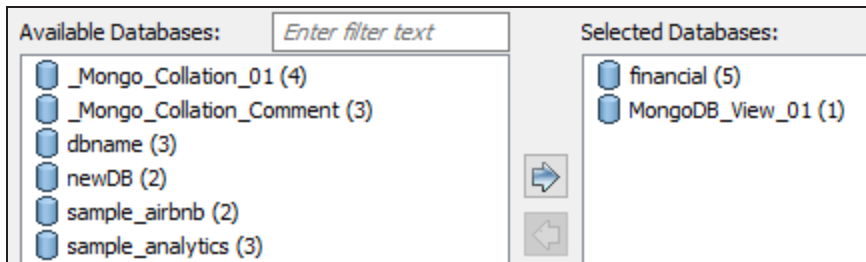 Available Databases:
Enter filter text
_Mongo_Collation_01 (4)
_Mongo_Collation_Comment (3)
dbname (3)
newDB (2)
sample_airbnb (2)
sample_analytics (3)
Selected Databases:
financial (5)
MongoDB_View_01 (1)